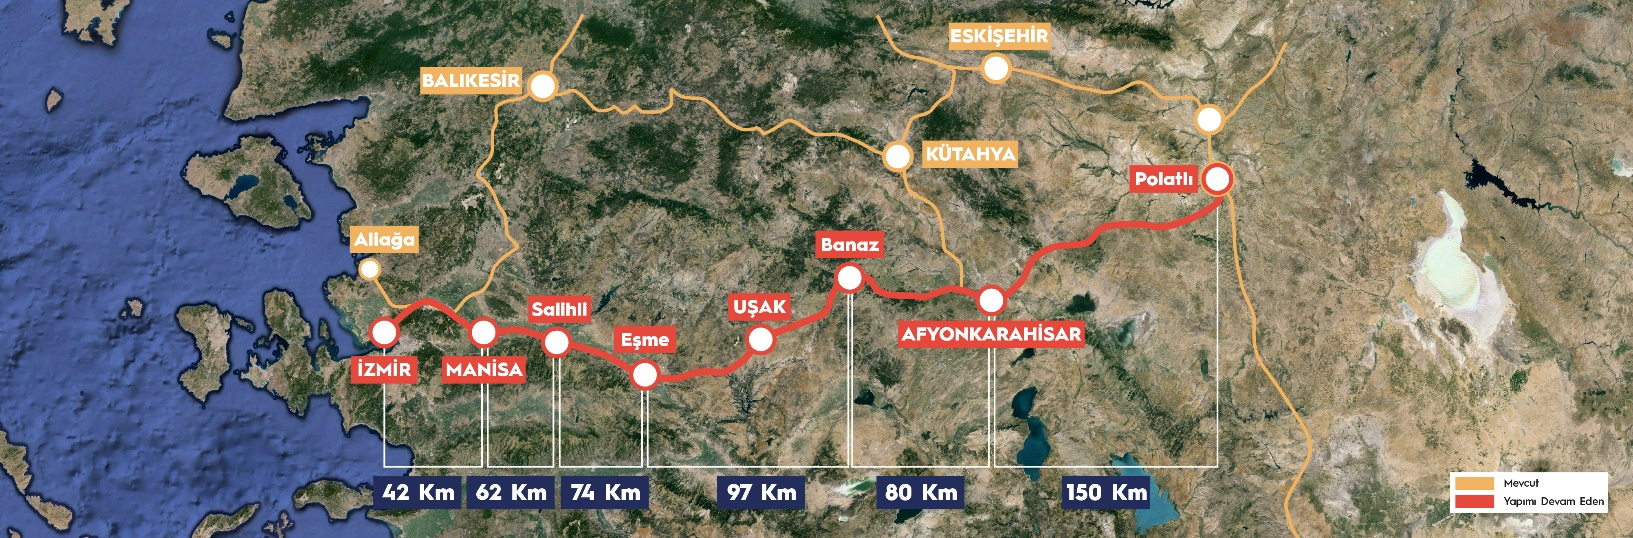 ESKİŞEHİR
BALIKESİR
KÜTAHYA
Polatlı
Aliağa
Banaz
UŞAK
Salihli
Eşme
AFYONKARAHİSAR
İZMİR
MANİSA
42 Km
62 Km
74 Km
97 Km
80 Km
150 Km
Mevcut
Yapımı Devam Eden